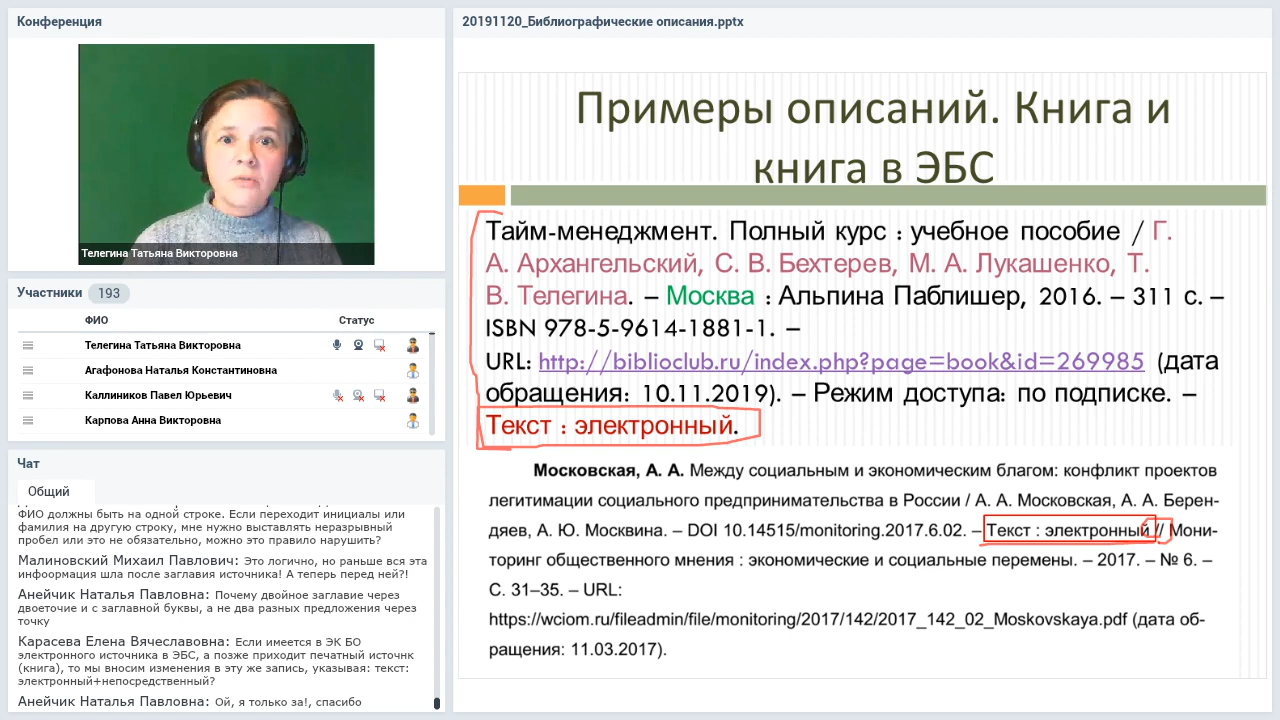 Конференция
Телегина Татьяна Викторовна
Участники 193
ФИО Статус
Телегина Татьяна Викторовна
Агафонова Наталья Константиновна
Каллиников Павел Юрьевич
Карпова Анна Викторовна
Чат
Общий
ФИО должны быть на одной строке. Если переходит инициалы или
фамилия на другую строку, мне нужно выставлять неразрывный
пробел или это не обязательно, можно это првило нарушить?
Малиновский Михаил Павлович: Это логично, но раньше вся эта
инфоормация шла после заглавия источника! А теперь перед ней?!
Анейчик Наталья Павловна: Почему двойное заглавие через
двоеточие и с заглавной буквы, а не два разных предложения через
точку
Карасева Елена Вячеславовна: Если имеется в ЭК БО
электронного источника в ЭБС, а позже приходит печатный источнк
(книга), то мы вносим изменения в эту же запись, указывая: текст:
электронный+непосредственный?
Анейчик Наталья Павловна: Ой, я только за!, спасибо
20191120_Библиографические описания.pptx
Примеры описаний. Книга и
книга в ЭБС
Тайм-менеджмент. Полный курс : учебное пособие / Г.
А. Архангельский, С. В. Бехтерев, М. А. Лукашенко, Т.
В. Телегина. – Москва : Альпина Паблишер, 2016. – 311 с. –
ISBN 978-5-9614-1881-1. –
URL: http://biblioclub.ru/index.php?page=book&id=269985 (дата
обращения: 10.11.2019). – Режим доступа: по подписке. –
Текст : электронный.
Московская, А. А. Между социальным и экономическим благом: конфликт проектов
легитимации социального предпринимательства в России / А. А. Московская, А. А. Берен-
дяев, А. Ю. Москвина. – DOI 10.14515/monitoring.2017.6.02. – Текст : электронный // Мони-
торинг общественного мнения : экономические и социальные перемены. – 2017. – № 6. –
С. 31–35. – URL:
https://wciom.ru/fileadmin/file/monitoring/2017/142/2017_142_02_Moskovskaya.pdf (дата об-
ращения: 11.03.2017).